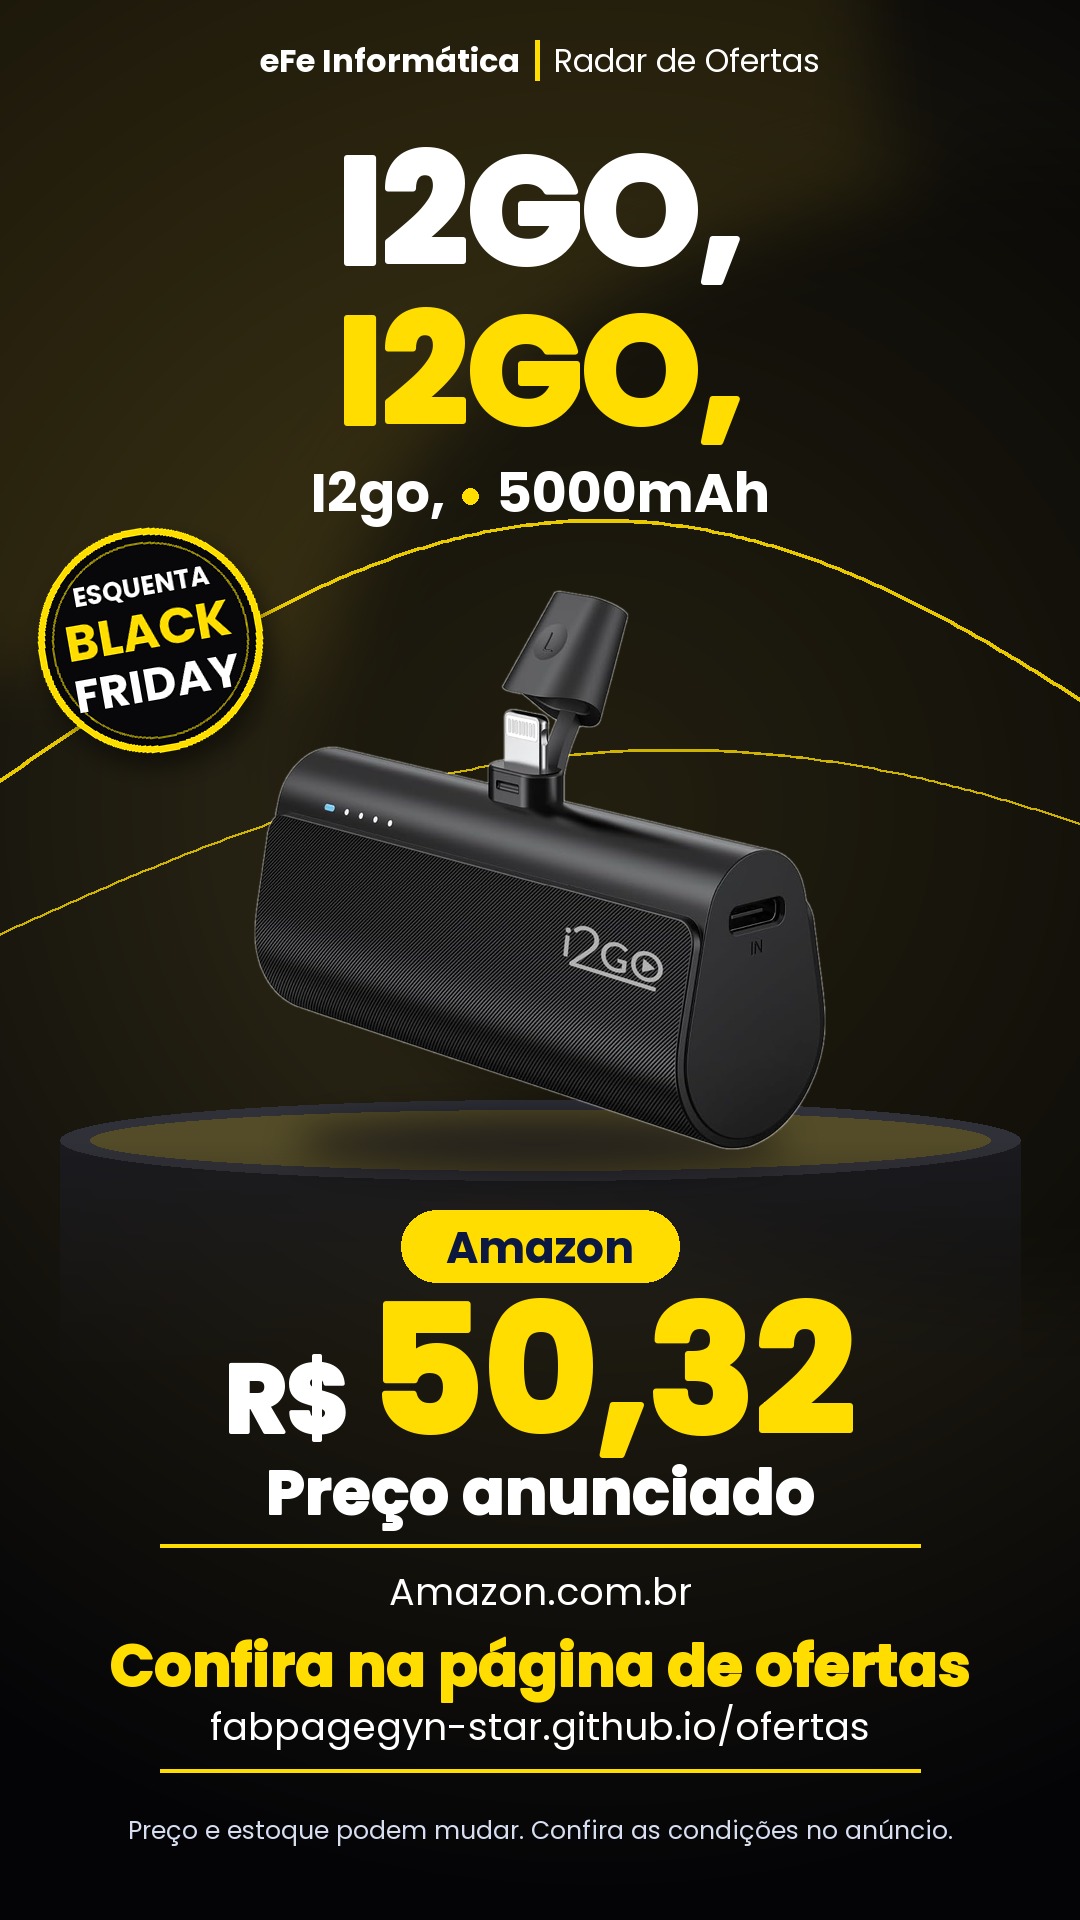 eFe Informática | Radar de Ofertas
I2GO,
I2GO,
I2go, • 5000mAh
ESQUENTA
BLACK
FRIDAY
L
i2GO
IN
Amazon
R$ 50,32
Preço anunciado
Amazon.com.br
Confira na página de ofertas
fabpagegyn-star.github.io/ofertas
Preço e estoque podem mudar. Confira as condições no anúncio.